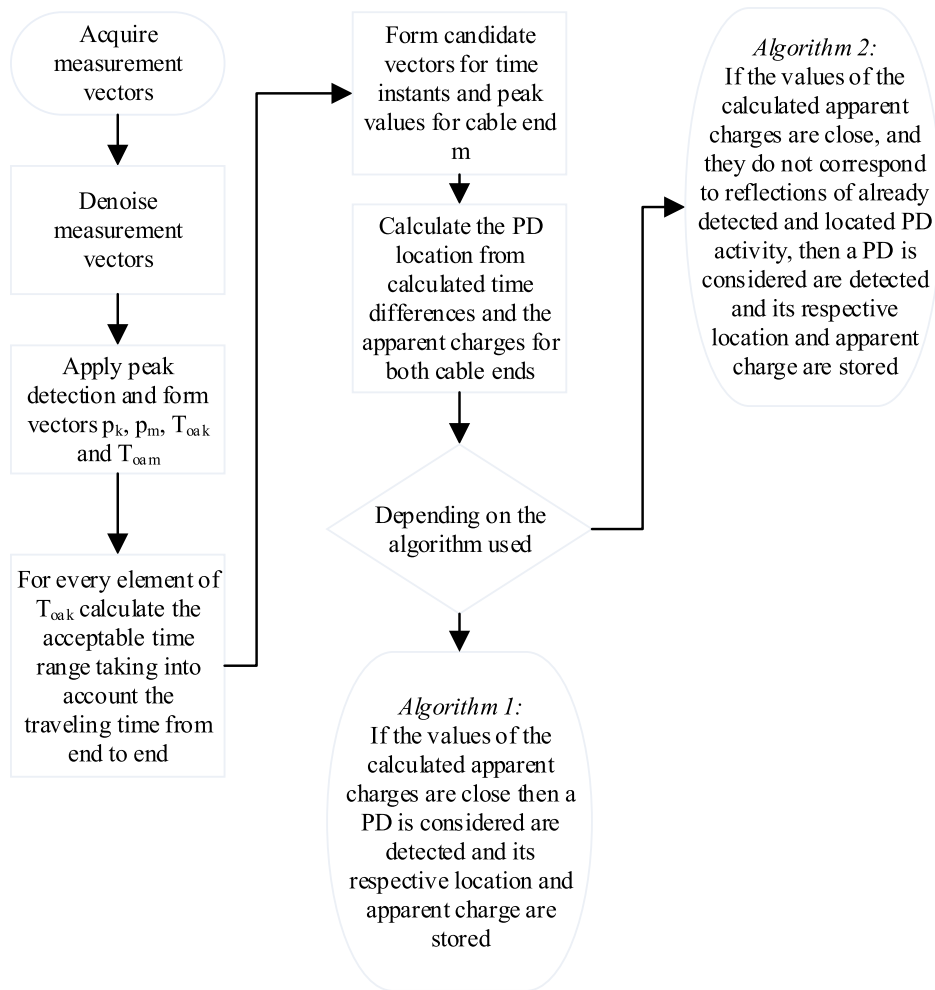 Acquire
measurement
vectors
Denoise
measurement
vectors
Apply peak
detection and form
vectors pₖ, pₘ, Tₒₐₖ
and Tₒₐₘ
For every element of
Tₒₐₖ calculate the
acceptable time
range taking into
account the
traveling time from
end to end
Form candidate
vectors for time
instants and peak
values for cable end
m
Calculate the PD
location from
calculated time
differences and the
apparent charges for
both cable ends
Depending on the
algorithm used
Algorithm 1:
If the values of the
calculated apparent
charges are close then a
PD is considered are
detected and its
respective location and
apparent charge are
stored
Algorithm 2:
If the values of the
calculated apparent
charges are close, and
they do not correspond
to reflections of already
detected and located PD
activity, then a PD is
considered are detected
and its respective
location and apparent
charge are stored